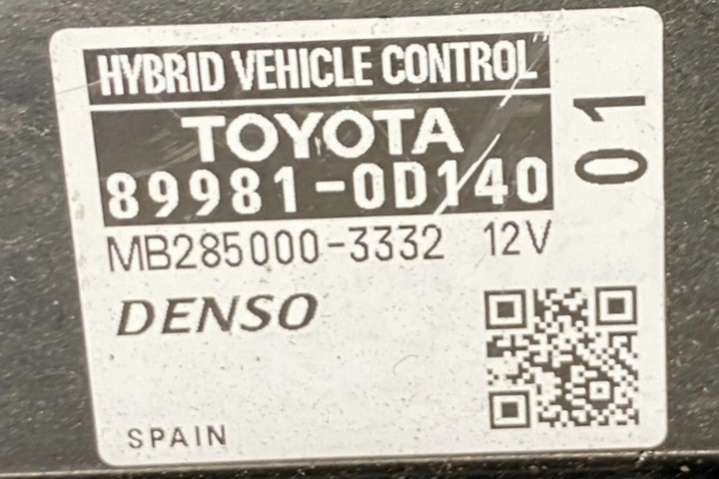 HYBRID VEHICLE CONTROL
TOYOTA
89981-0D140
01
MB285000-3332 12V
DENSO
SPAIN